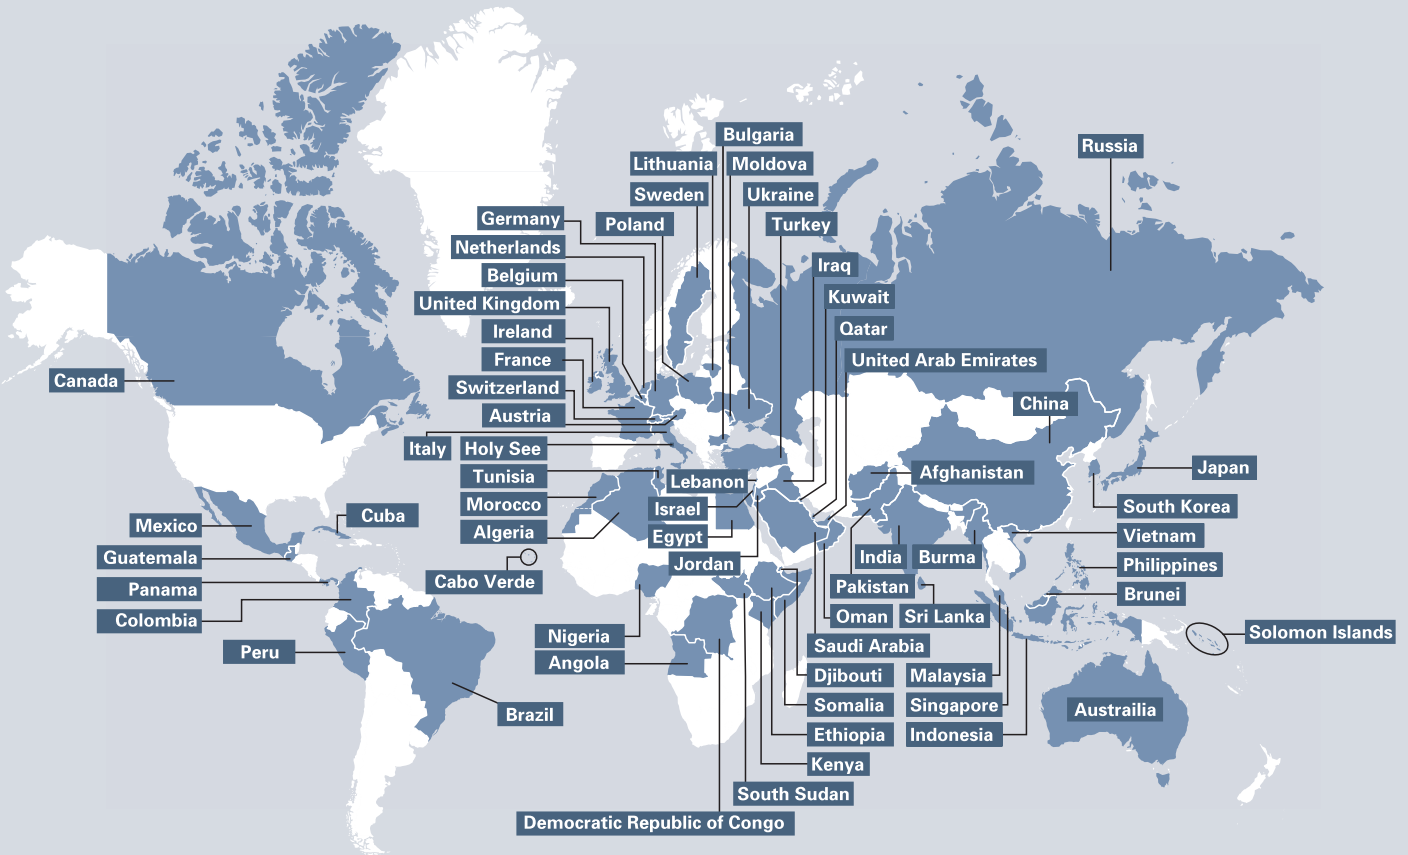 Bulgaria
Russia
Lithuania
Moldova
Sweden
Ukraine
Germany
Poland
Turkey
Netherlands
Iraq
Belgium
Kuwait
United Kingdom
Qatar
Ireland
France
United Arab Emirates
Canada
Switzerland
China
Austria
Italy
Holy See
Japan
Tunisia
Lebanon
Afghanistan
Morocco
Israel
South Korea
Cuba
Mexico
Algeria
Egypt
Vietnam
Guatemala
Jordan
India
Burma
Philippines
Cabo Verde
Panama
Pakistan
Brunei
Colombia
Oman
Sri Lanka
Solomon Islands
Nigeria
Saudi Arabia
Peru
Angola
Djibouti
Malaysia
Somalia
Singapore
Austrailia
Brazil
Ethiopia
Indonesia
Kenya
South Sudan
Democratic Republic of Congo